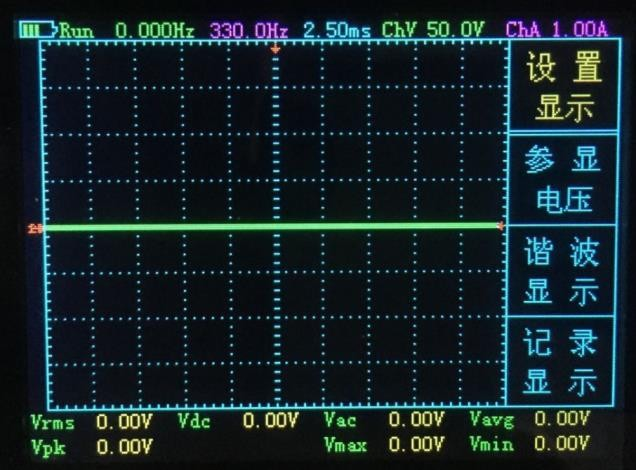 Run 0.000Hz 330.0Hz 2.50ms ChV 50.0V ChA 1.00A
设 置
显示
参 显
电压
谐 波
显 示
记 录
显 示
Vrms 0.00V Vdc 0.00V Vac 0.00V Vavg 0.00V
Vpk 0.00V Vmax 0.00V Vmin 0.00V